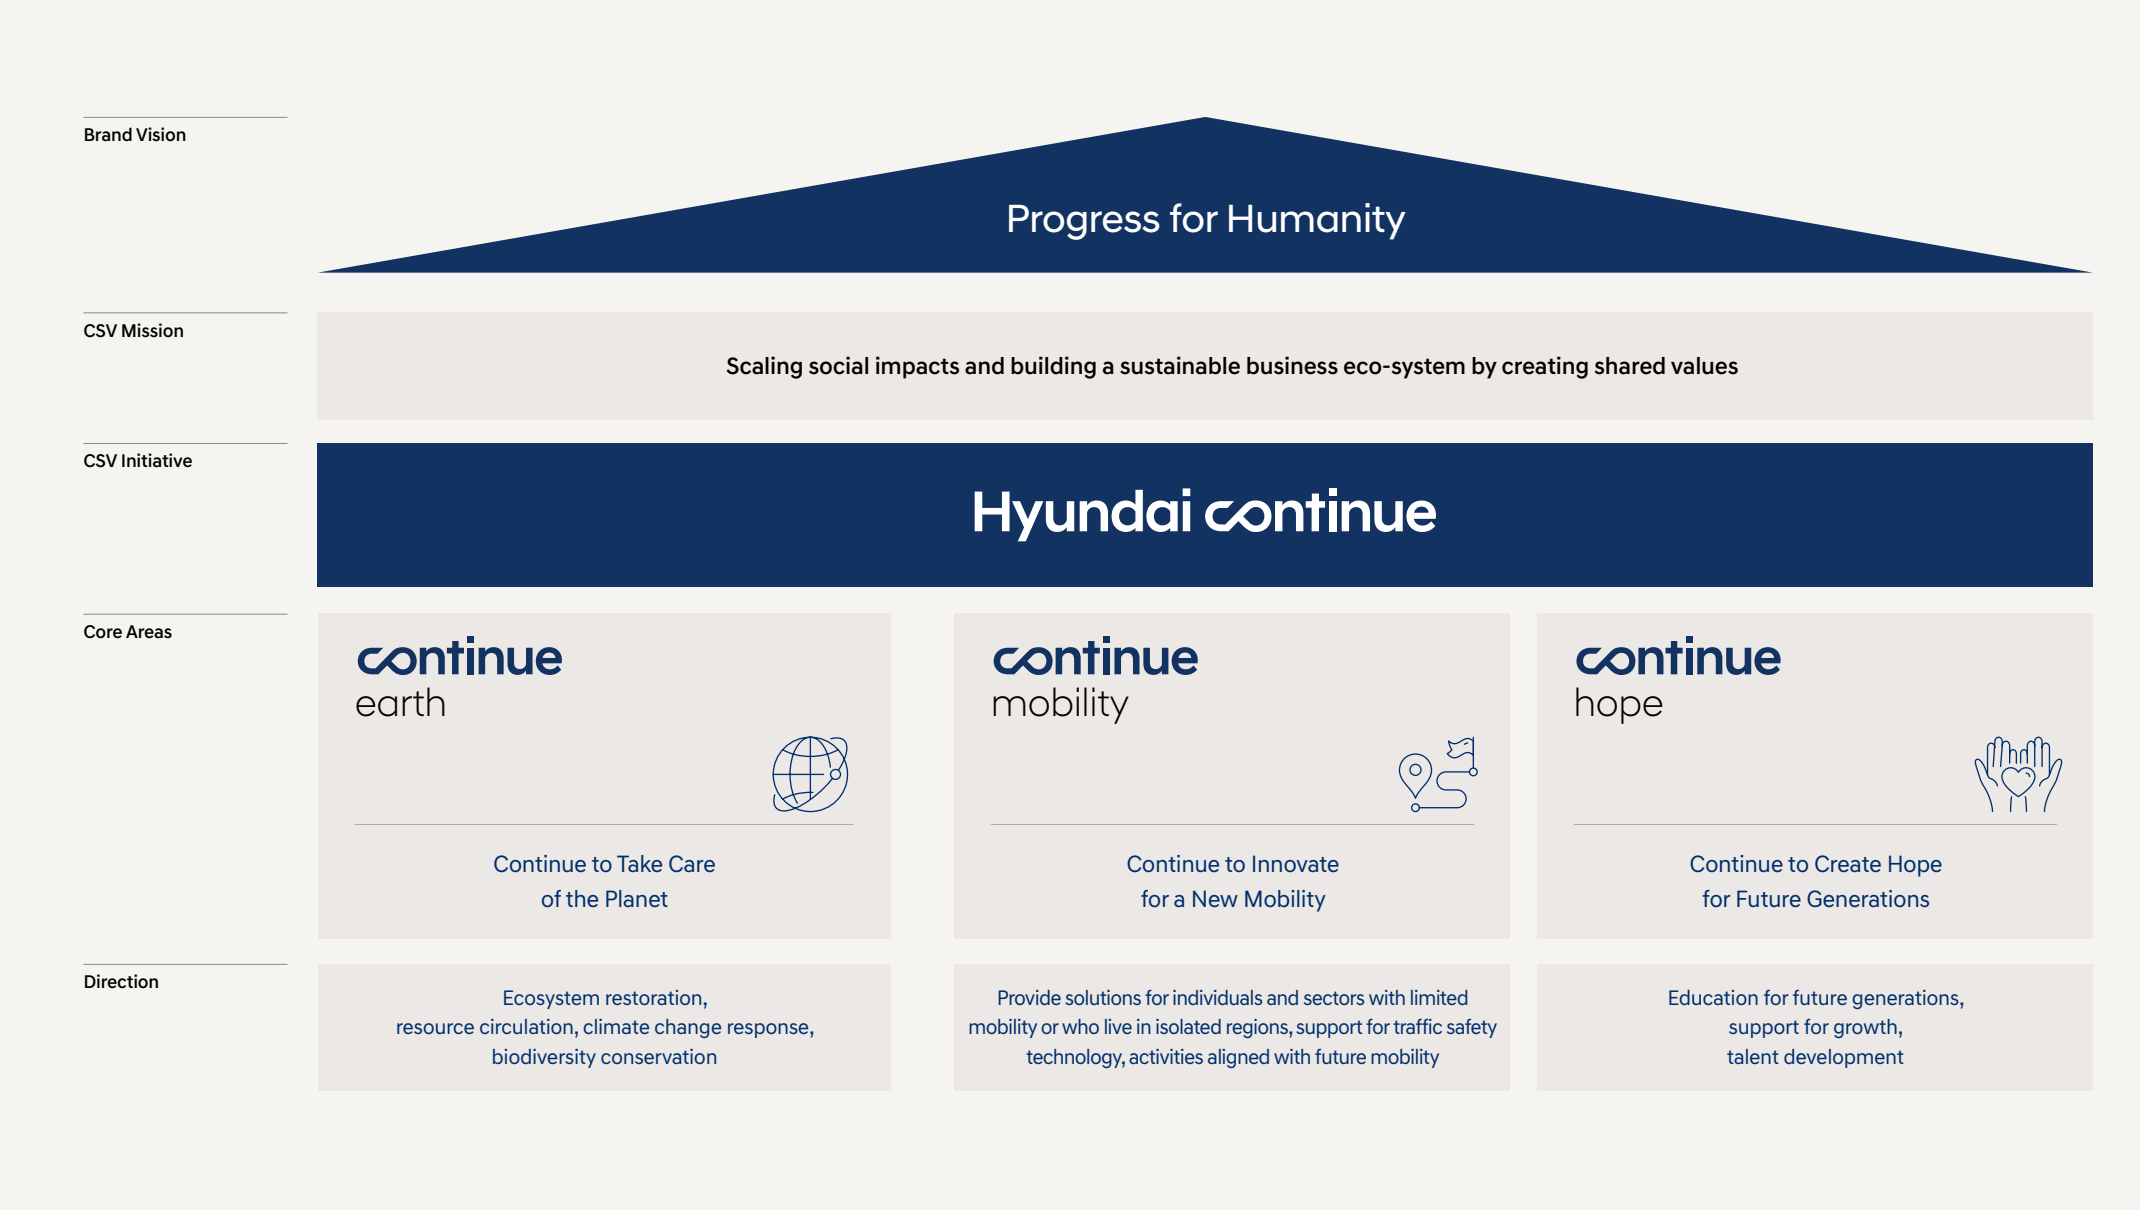 Brand Vision
Progress for Humanity
CSV Mission
Scaling social impacts and building a sustainable business eco-system by creating shared values
CSV Initiative
Hyundai continue
Core Areas
continue
earth
Continue to Take Care
of the Planet
continue
mobility
Continue to Innovate
for a New Mobility
continue
hope
Continue to Create Hope
for Future Generations
Direction
Ecosystem restoration,
resource circulation, climate change response,
biodiversity conservation
Provide solutions for individuals and sectors with limited
mobility or who live in isolated regions, support for traffic safety
technology, activities aligned with future mobility
Education for future generations,
support for growth,
talent development